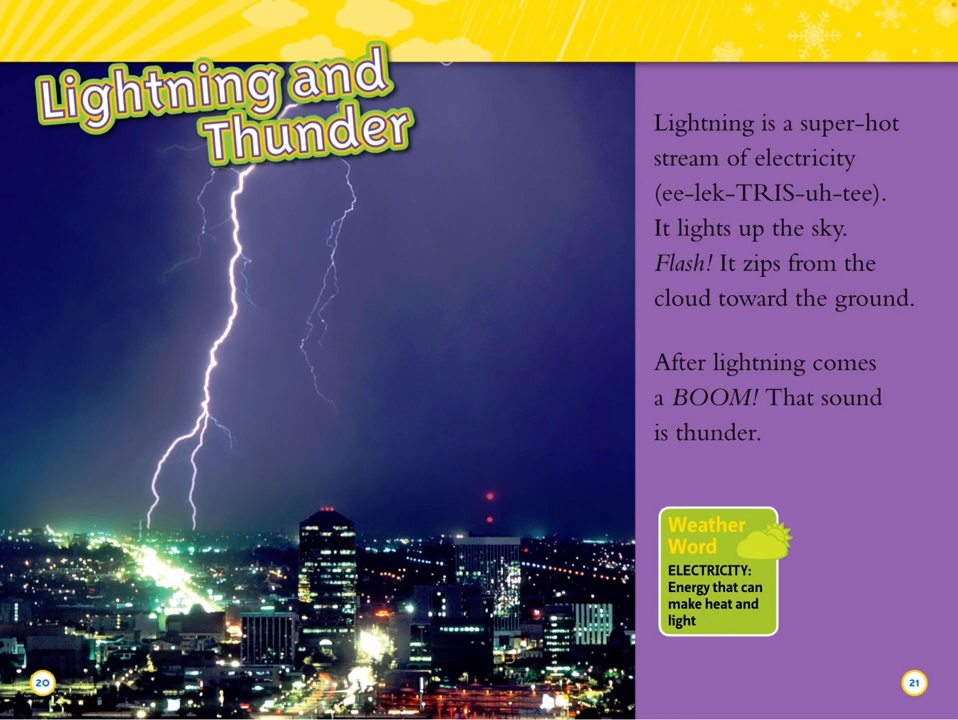 Lightning and
Thunder
Lightning is a super-hot
stream of electricity
(ee-lek-TRIS-uh-tee).
It lights up the sky.
Flash! It zips from the
cloud toward the ground.
After lightning comes
a BOOM! That sound
is thunder.
Weather
Word
ELECTRICITY:
Energy that can
make heat and
light
20
21